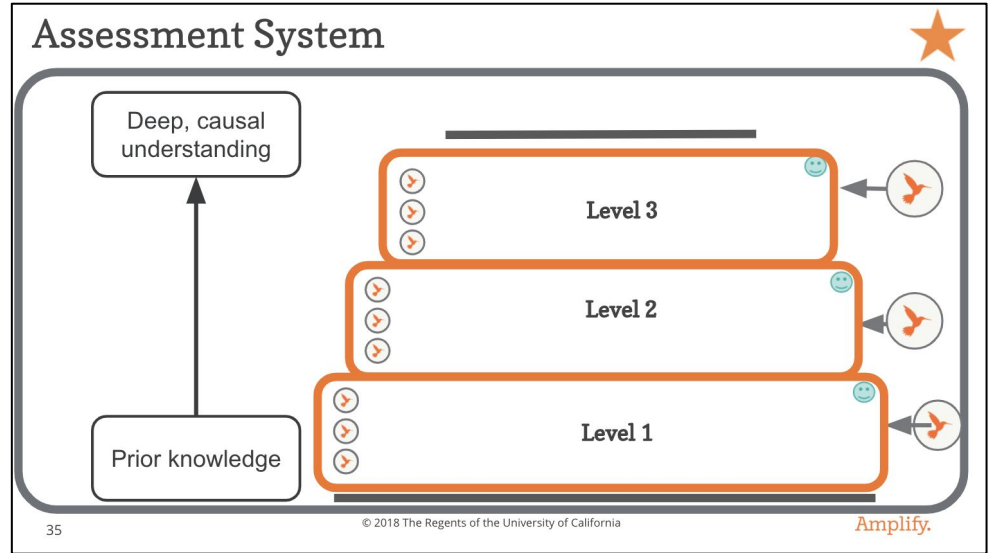 Assessment System
Deep, causal
understanding
Level 3
Level 2
Level 1
Prior knowledge
35
© 2018 The Regents of the University of California
Amplify.